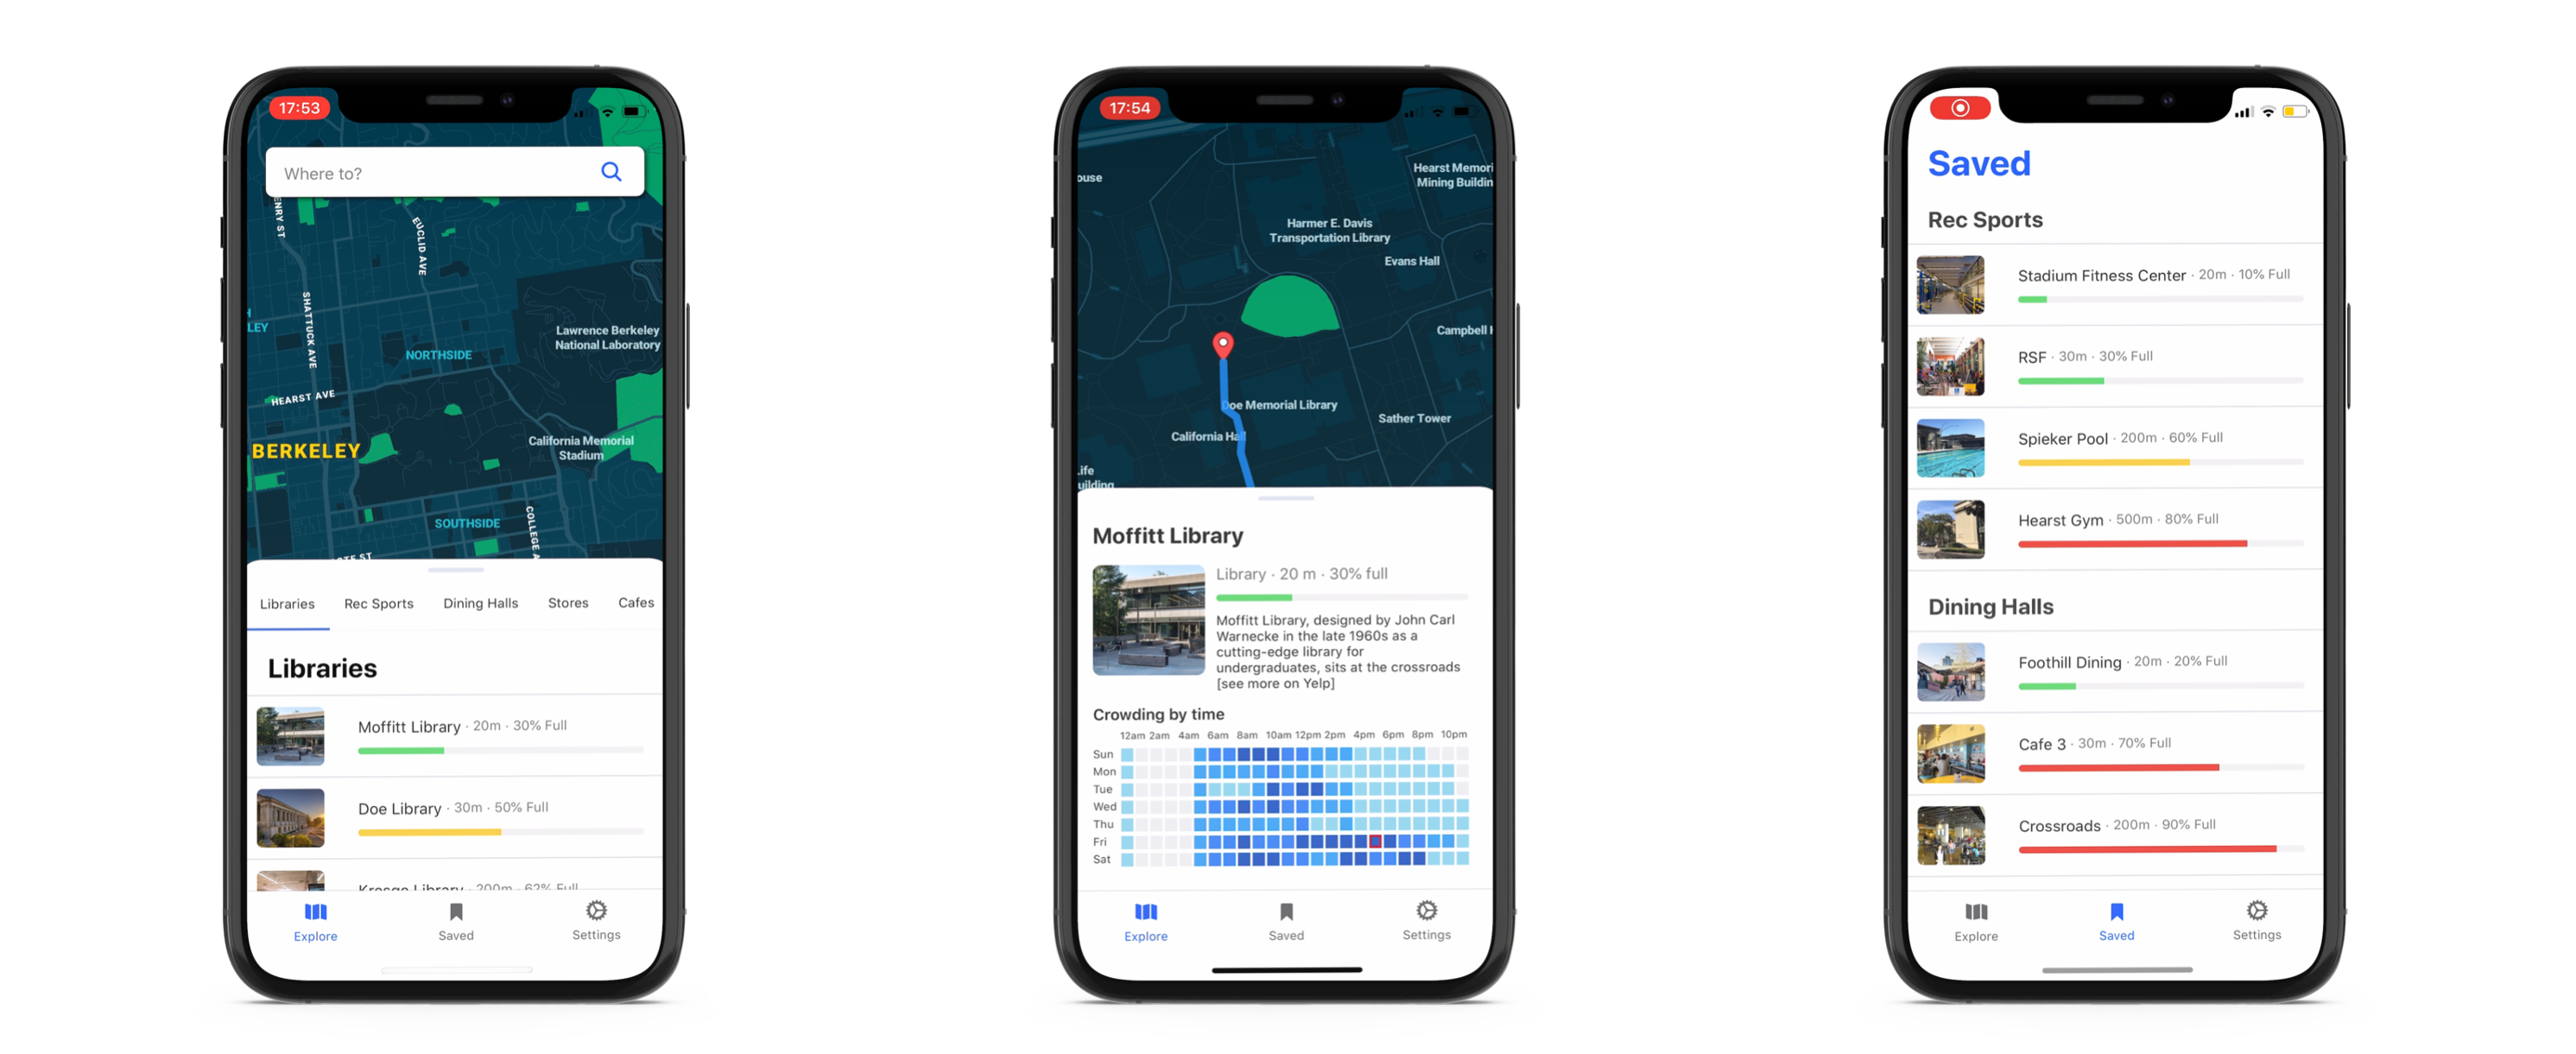 17:53
Where to?
ENRY ST
EUCLID AVE
SHATTUCK AVE
LEY
Lawrence Berkeley
National Laboratory
NORTHSIDE
HEARST AVE
BERKELEY
California Memorial
Stadium
SOUTHSIDE
COLLEGE A
Libraries
Rec Sports
Dining Halls
Stores
Cafes
Libraries
Moffitt Library · 20m · 30% Full
Doe Library · 30m · 50% Full
Kresge Library · 200m · 62% Full
Explore
Saved
Settings
17:54
ouse
Hearst Memori
Mining Buildin
Harmer E. Davis
Transportation Library
Evans Hall
Campbell H
Doe Memorial Library
Sather Tower
California Hall
Life
uilding
Moffitt Library
Library · 20 m · 30% full
Moffitt Library, designed by John Carl
Warnecke in the late 1960s as a
cutting-edge library for
undergraduates, sits at the crossroads
[see more on Yelp]
Crowding by time
12am 2am 4am 6am 8am 10am 12pm 2pm 4pm 6pm 8pm 10pm
Sun
Mon
Tue
Wed
Thu
Fri
Sat
Explore
Saved
Settings
Saved
Rec Sports
Stadium Fitness Center · 20m · 10% Full
RSF · 30m · 30% Full
Spieker Pool · 200m · 60% Full
Hearst Gym · 500m · 80% Full
Dining Halls
Foothill Dining · 20m · 20% Full
Cafe 3 · 30m · 70% Full
Crossroads · 200m · 90% Full
Explore
Saved
Settings